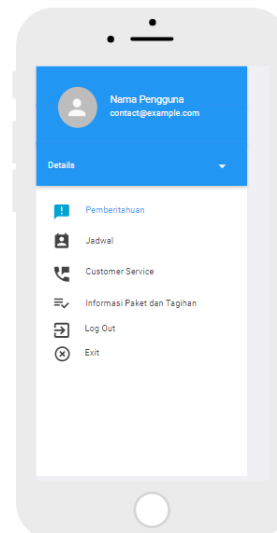 Nama Pengguna
contact@example.com
Details
Pemberitahuan
Jadwal
Customer Service
Informasi Paket dan Tagihan
Log Out
Exit